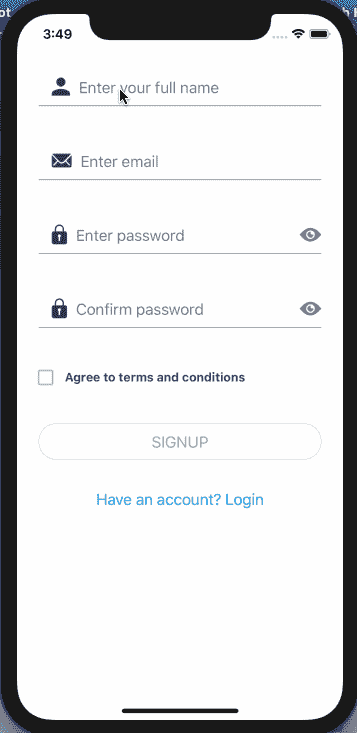 3:49
Enter your full name
Enter email
Enter password
Confirm password
Agree to terms and conditions
SIGNUP
Have an account? Login